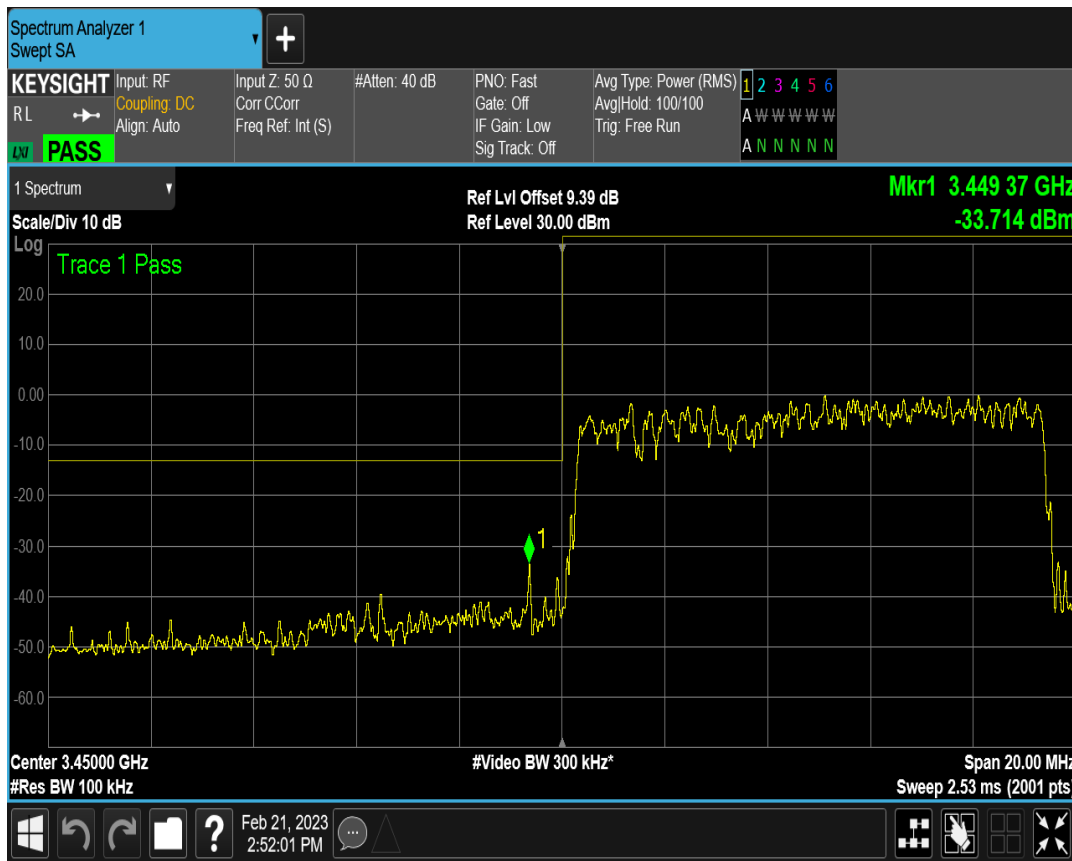 Spectrum Analyzer 1
Swept SA
KEYSIGHT
RL
LXI PASS
Input: RF
Coupling: DC
Align: Auto
Input Z: 50 Ω
Corr CCorr
Freq Ref: Int (S)
#Atten: 40 dB
PNO: Fast
Gate: Off
IF Gain: Low
Sig Track: Off
Avg Type: Power (RMS)
Avg|Hold: 100/100
Trig: Free Run
1 2 3 4 5 6
A W W W W W
A N N N N N
1 Spectrum
Scale/Div 10 dB
Ref Lvl Offset 9.39 dB
Ref Level 30.00 dBm
Mkr1 3.449 37 GHz
-33.714 dBm
Log
Trace 1 Pass
20.0
10.0
0.00
-10.0
-20.0
-30.0
1
-40.0
-50.0
-60.0
Center 3.45000 GHz
#Video BW 300 kHz*
Span 20.00 MHz
#Res BW 100 kHz
Sweep 2.53 ms (2001 pts)
?
Feb 21, 2023
2:52:01 PM